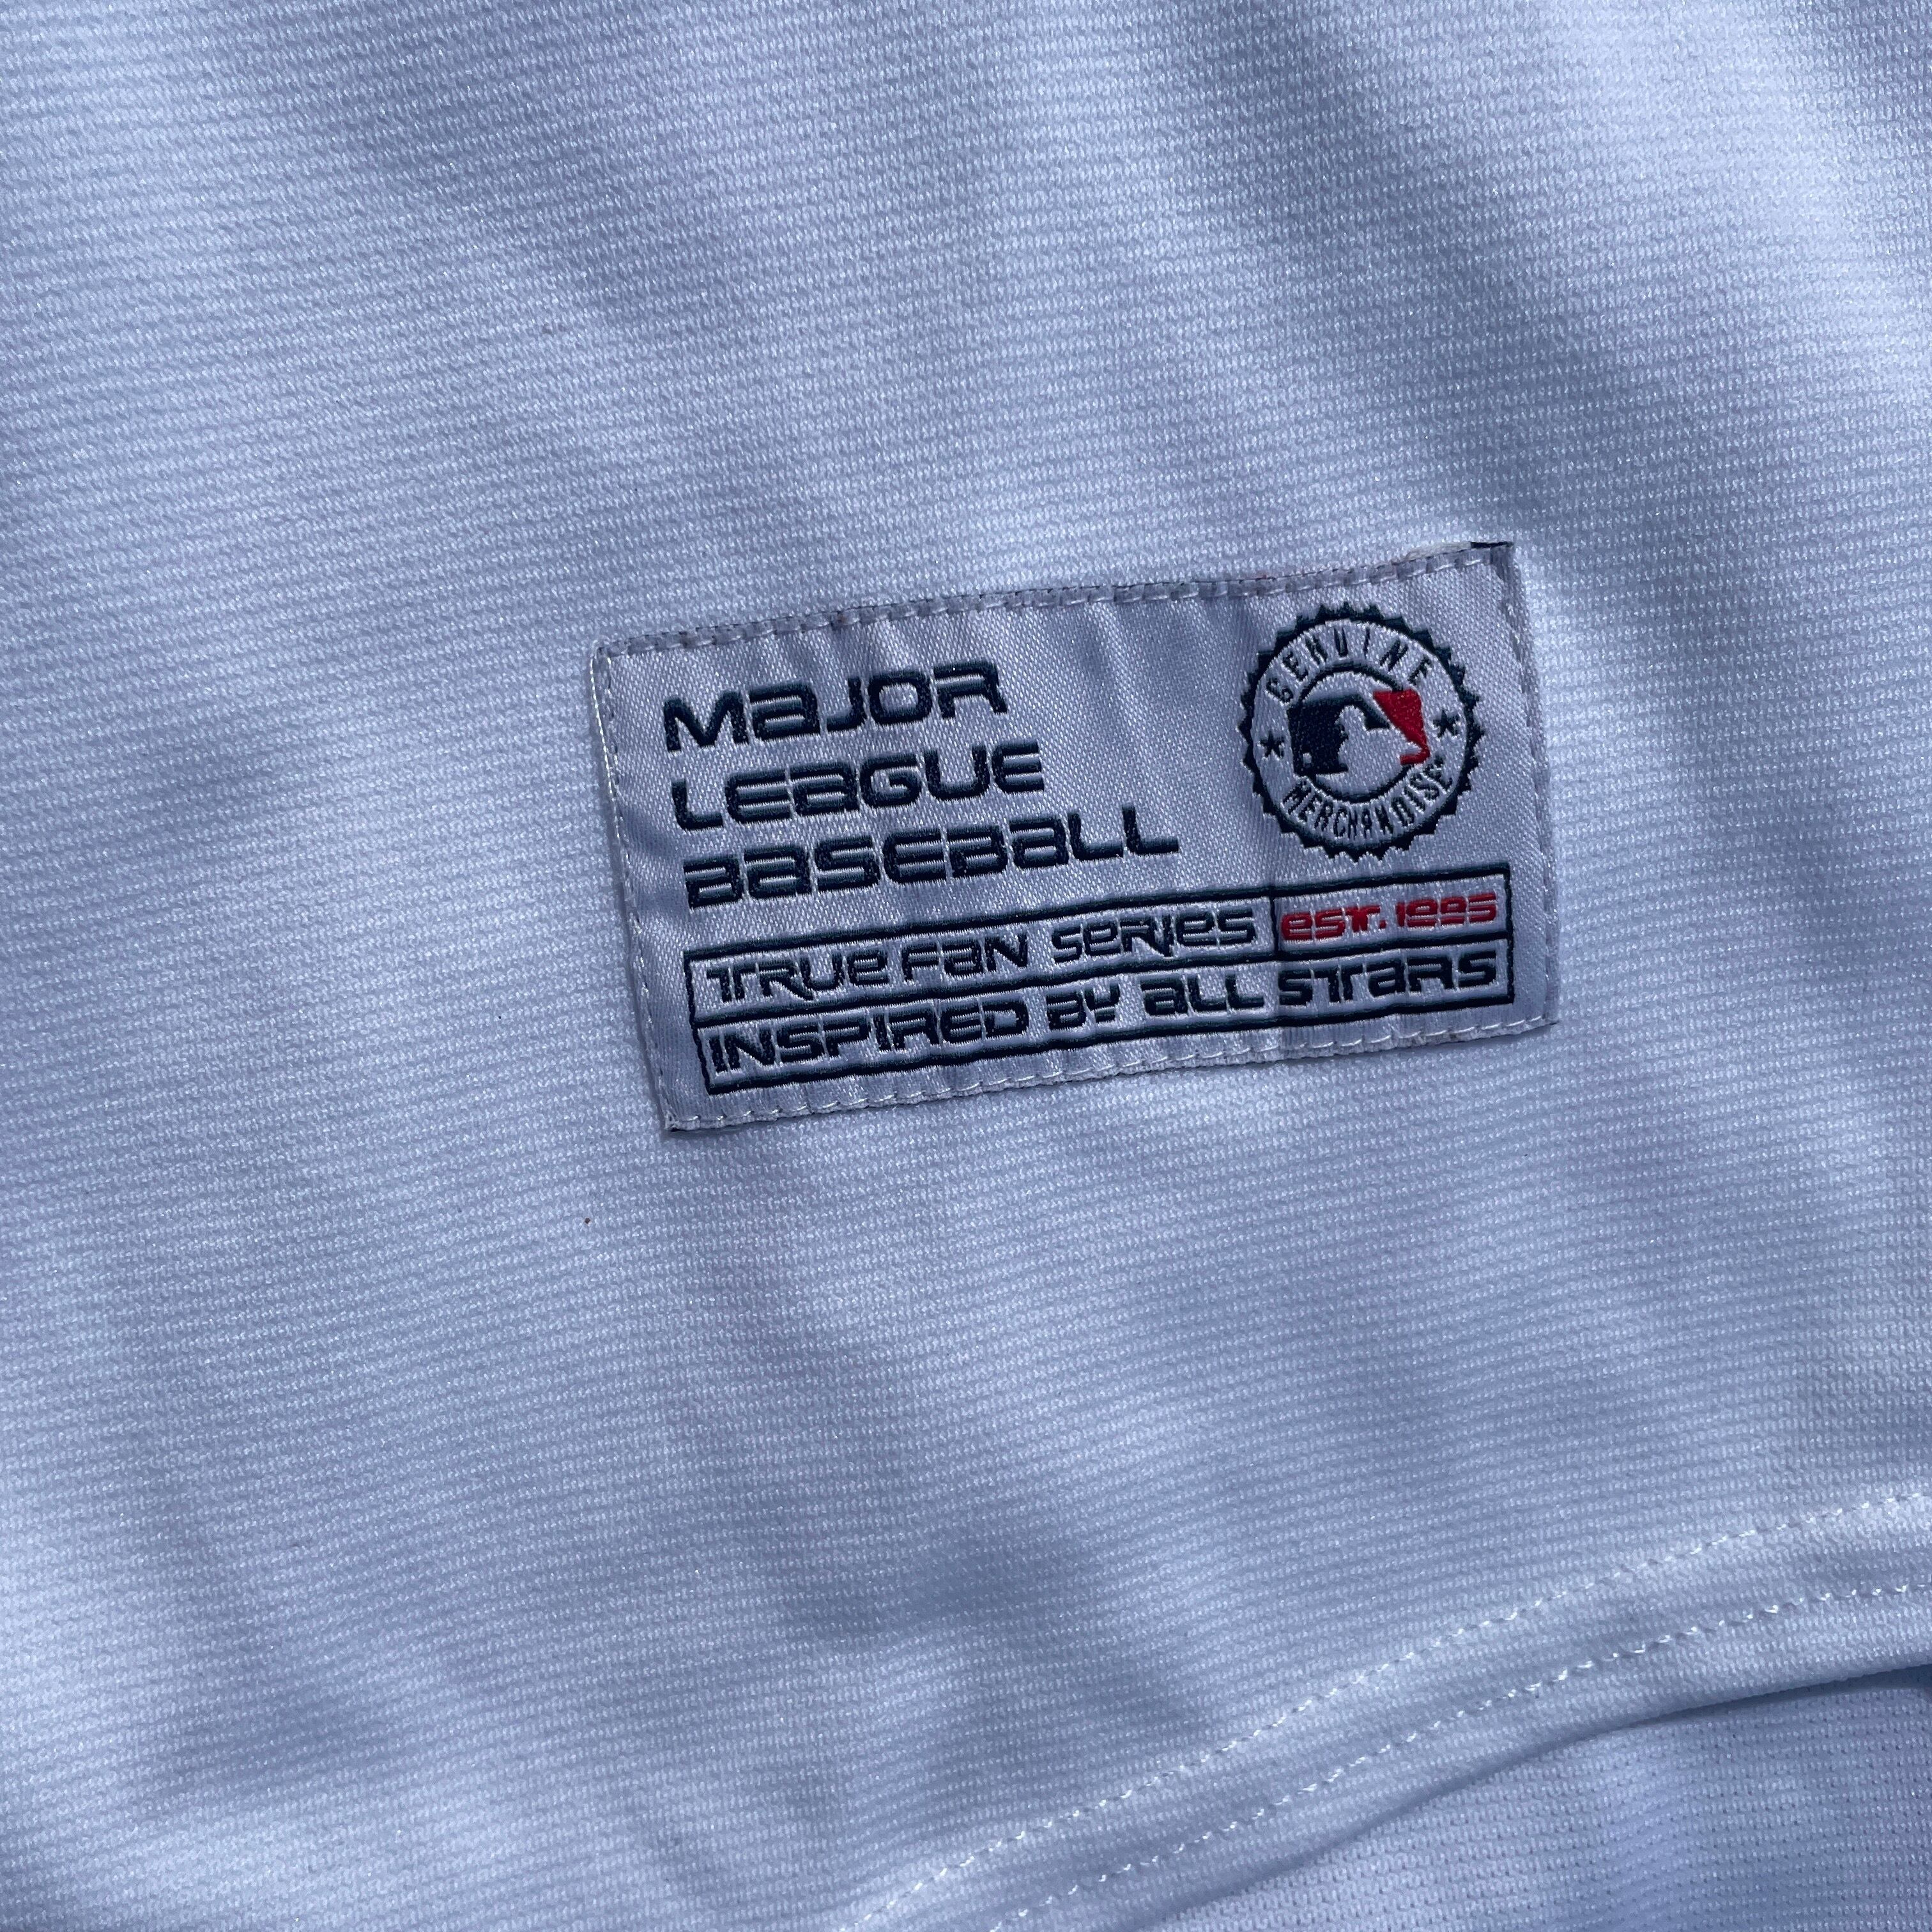 MaJOR
LEaGUE
BaSEBaLL
GENUINE
MERCHANDISE
TRUe FaN SeRIES
eST. 1995
INSPIRED BY aLL STaRS